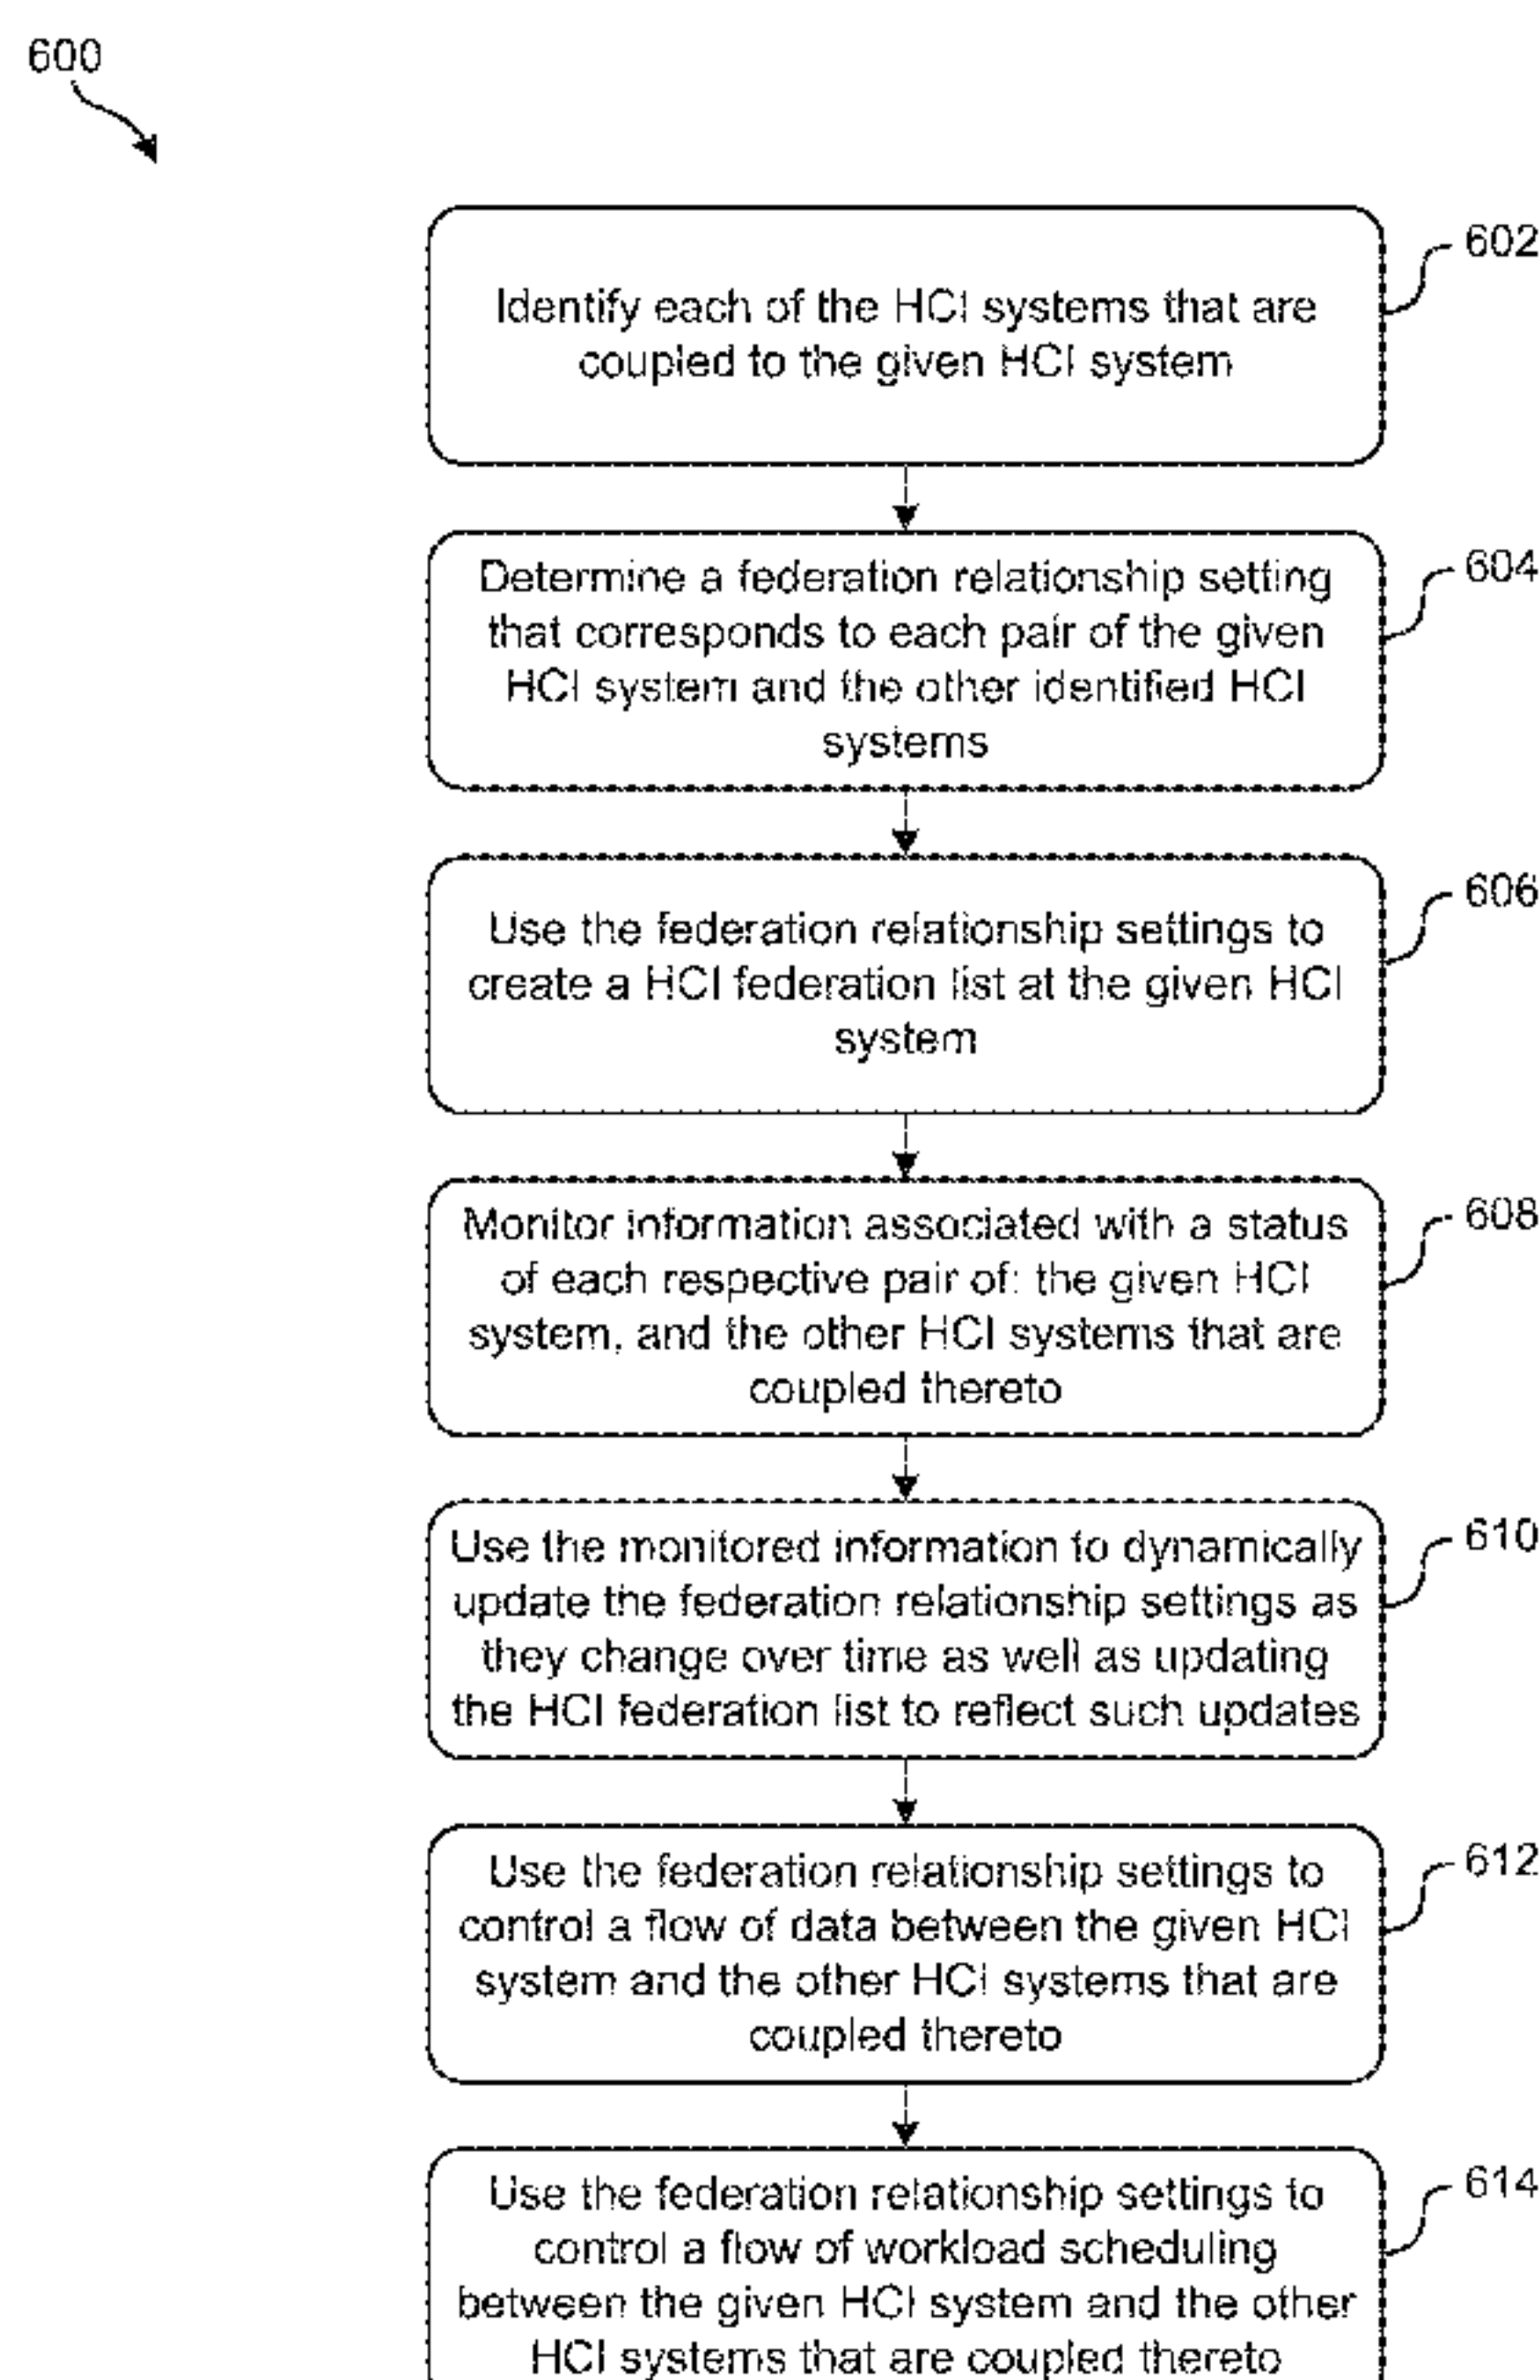 600
602
Identify each of the HCI systems that are
coupled to the given HCI system
604
Determine a federation relationship setting
that corresponds to each pair of the given
HCI system and the other identified HCI
systems
606
Use the federation relationship settings to
create a HCI federation list at the given HCI
system
608
Monitor information associated with a status
of each respective pair of: the given HCI
system, and the other HCI systems that are
coupled thereto
610
Use the monitored information to dynamically
update the federation relationship settings as
they change over time as well as updating
the HCI federation list to reflect such updates
612
Use the federation relationship settings to
control a flow of data between the given HCI
system and the other HCI systems that are
coupled thereto
614
Use the federation relationship settings to
control a flow of workload scheduling
between the given HCI system and the other
HCI systems that are coupled thereto